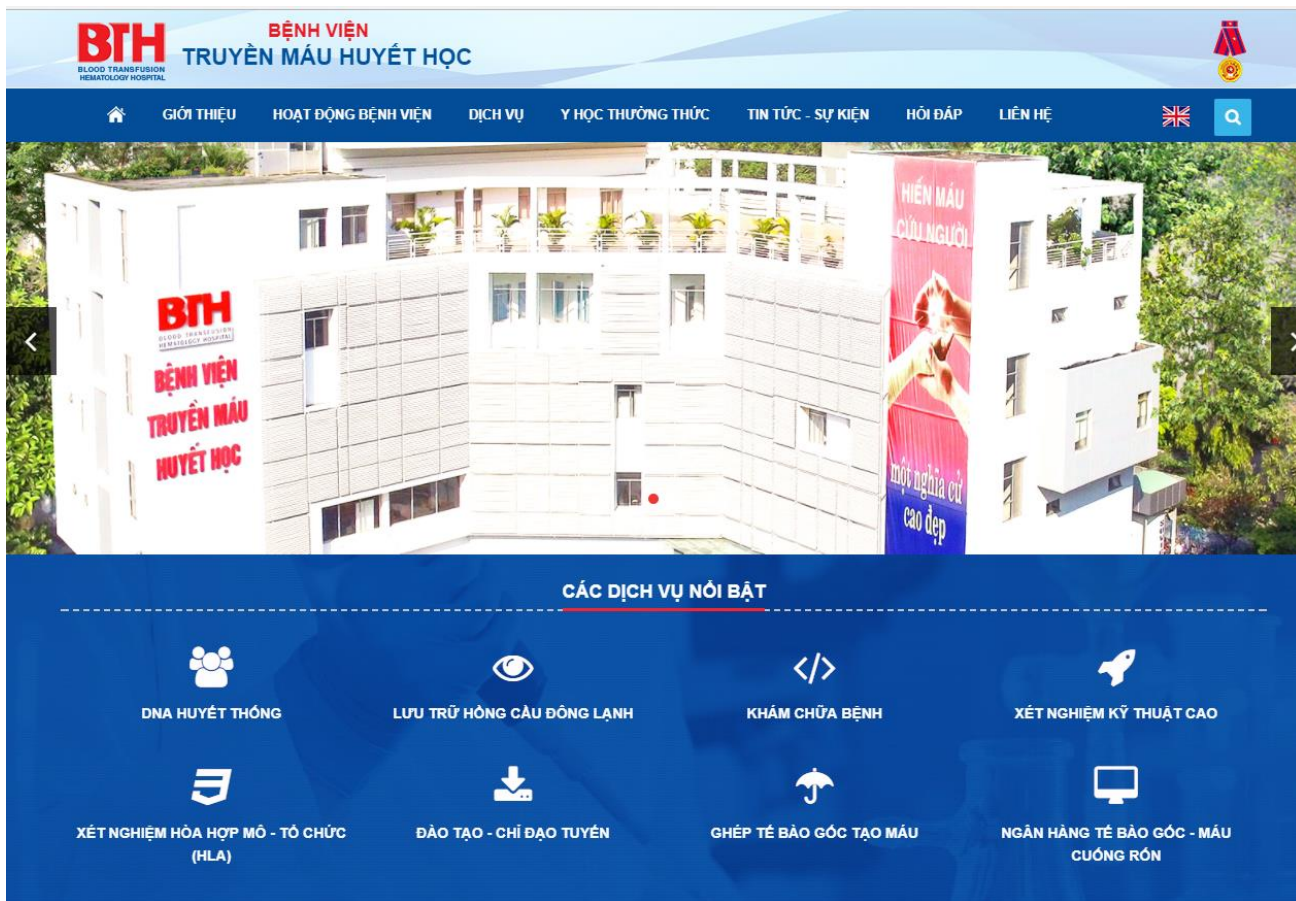 BTH
BLOOD TRANSFUSION
HEMATOLOGY HOSPITAL
BỆNH VIỆN
TRUYỀN MÁU HUYẾT HỌC
GIỚI THIỆU
HOẠT ĐỘNG BỆNH VIỆN
DỊCH VỤ
Y HỌC THƯỜNG THỨC
TIN TỨC - SỰ KIỆN
HỎI ĐÁP
LIÊN HỆ
BTH
BLOOD TRANSFUSION
HEMATOLOGY HOSPITAL
BỆNH VIỆN
TRUYỀN MÁU
HUYẾT HỌC
HIẾN MÁU
CỨU NGƯỜI
một nghĩa cử
cao đẹp
CÁC DỊCH VỤ NỔI BẬT
DNA HUYẾT THỐNG
LƯU TRỮ HỒNG CẦU ĐÔNG LẠNH
KHÁM CHỮA BỆNH
XÉT NGHIỆM KỸ THUẬT CAO
XÉT NGHIỆM HÒA HỢP MÔ - TỔ CHỨC
(HLA)
ĐÀO TẠO - CHỈ ĐẠO TUYẾN
GHÉP TẾ BÀO GỐC TẠO MÁU
NGÂN HÀNG TẾ BÀO GỐC - MÁU
CUỐNG RỐN